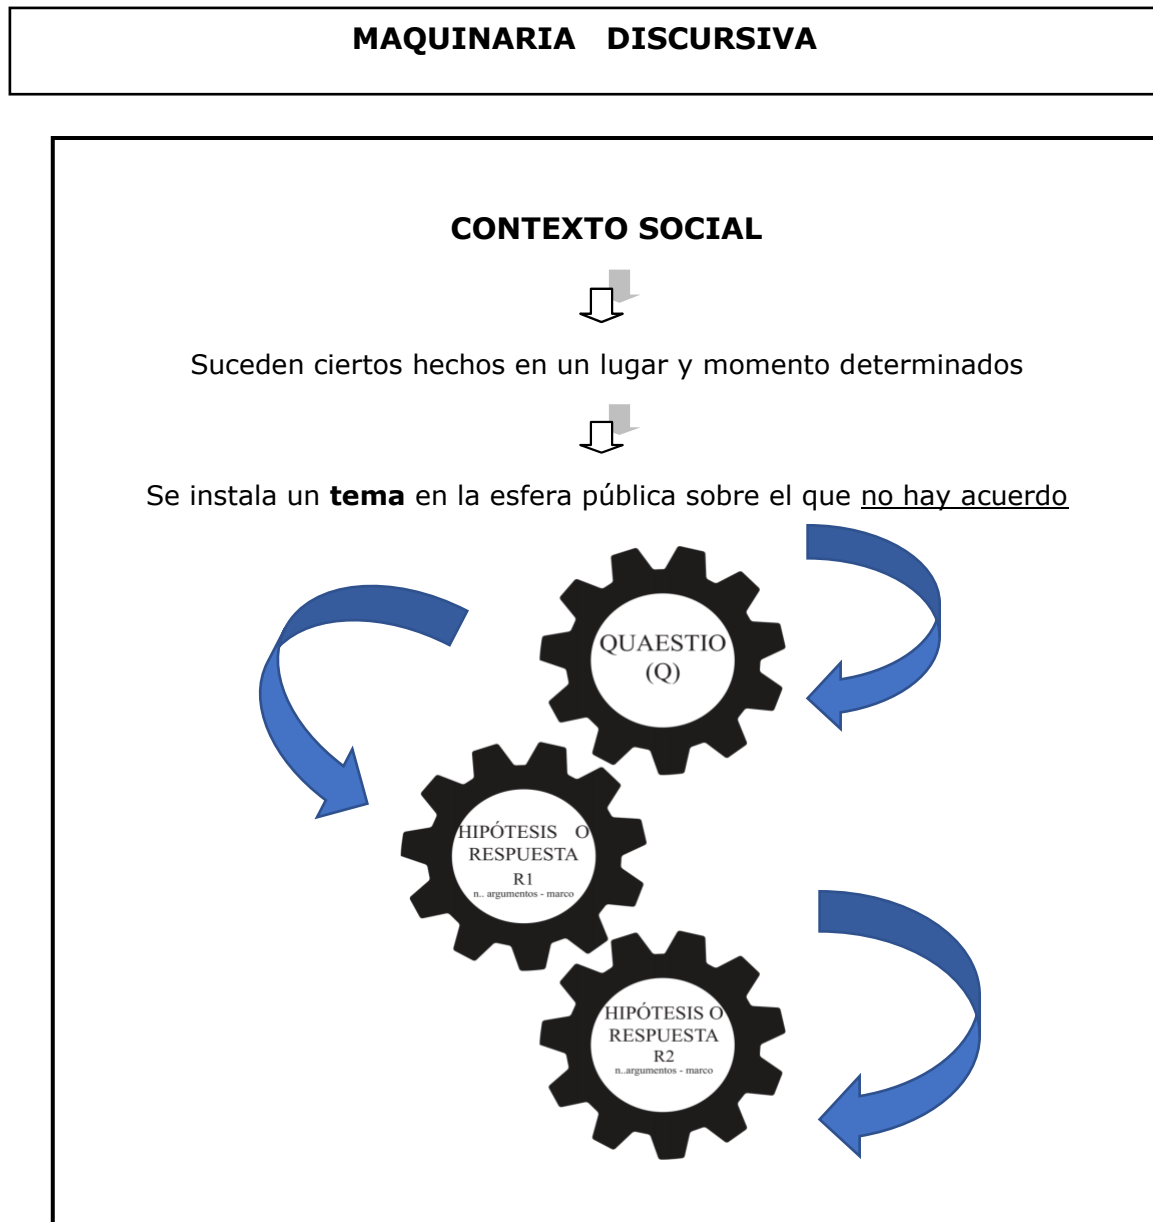 MAQUINARIA DISCURSIVA
CONTEXTO SOCIAL
Suceden ciertos hechos en un lugar y momento determinados
Se instala un tema en la esfera pública sobre el que no hay acuerdo
QUAESTIO
(Q)
HIPÓTESIS O
RESPUESTA
R1
n.. argumentos - marco
HIPÓTESIS O
RESPUESTA
R2
n..argumentos - marco